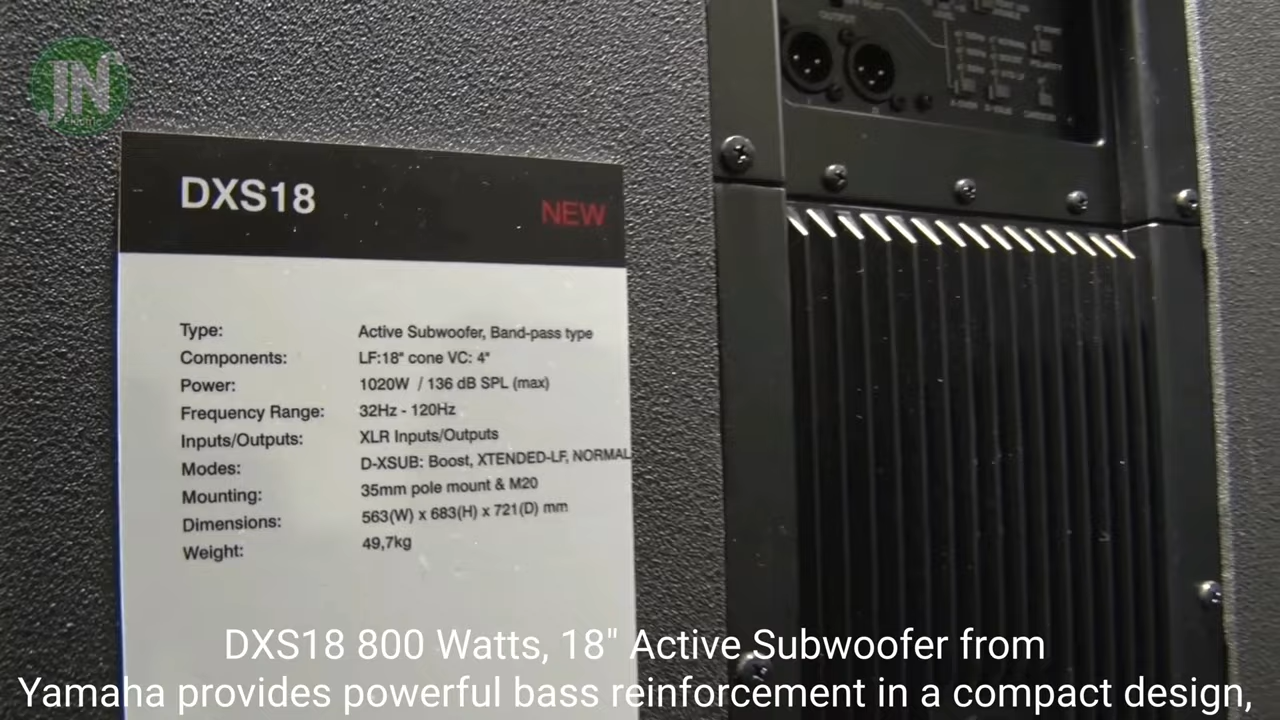 JN
OUTPUT
POLARITY
DXS18
NEW
Type: Active Subwoofer, Band-pass type
Components: LF:18" cone VC: 4"
Power: 1020W / 136 dB SPL (max)
Frequency Range: 32Hz - 120Hz
Inputs/Outputs: XLR Inputs/Outputs
Modes: D-XSUB: Boost, XTENDED-LF, NORMAL
Mounting: 35mm pole mount & M20
Dimensions: 563(W) x 683(H) x 721(D) mm
Weight: 49,7kg
DXS18 800 Watts, 18" Active Subwoofer from
Yamaha provides powerful bass reinforcement in a compact design,